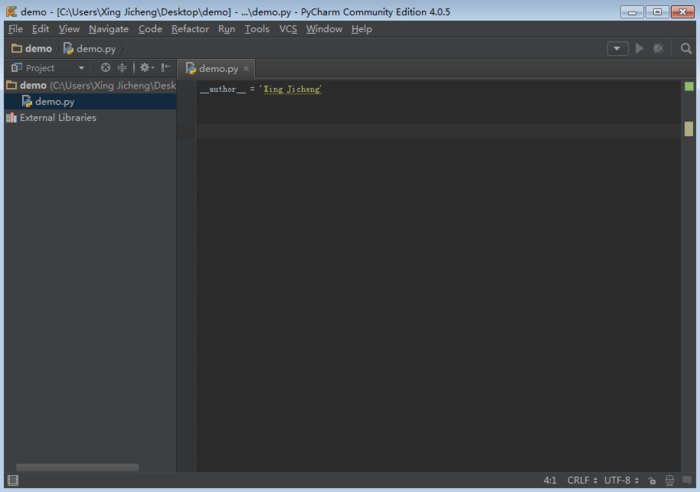 demo - [C:\Users\Xing Jicheng\Desktop\demo] - ...\demo.py - PyCharm Community Edition 4.0.5
File Edit View Navigate Code Refactor Run Tools VCS Window Help
demo demo.py
Project demo.py
demo (C:\Users\Xing Jicheng\Desk
demo.py
External Libraries
__author__ = 'Xing Jicheng'
4:1 CRLF UTF-8